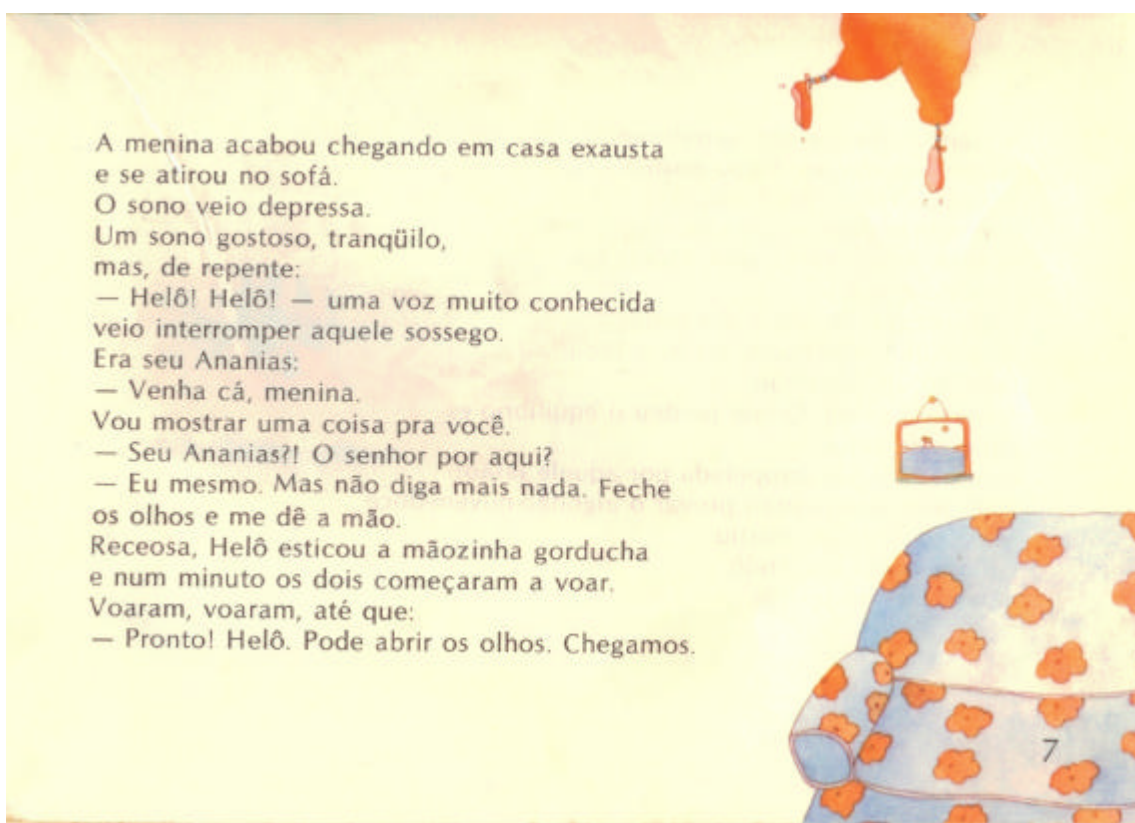 A menina acabou chegando em casa exausta
e se atirou no sofá.
O sono veio depressa.
Um sono gostoso, tranqüilo,
mas, de repente:
— Helô! Helô! — uma voz muito conhecida
veio interromper aquele sossego.
Era seu Ananias:
— Venha cá, menina.
Vou mostrar uma coisa pra você.
— Seu Ananias?! O senhor por aqui?
— Eu mesmo. Mas não diga mais nada. Feche
os olhos e me dê a mão.
Receosa, Helô esticou a mãozinha gorducha
e num minuto os dois começaram a voar.
Voaram, voaram, até que:
— Pronto! Helô. Pode abrir os olhos. Chegamos.
7